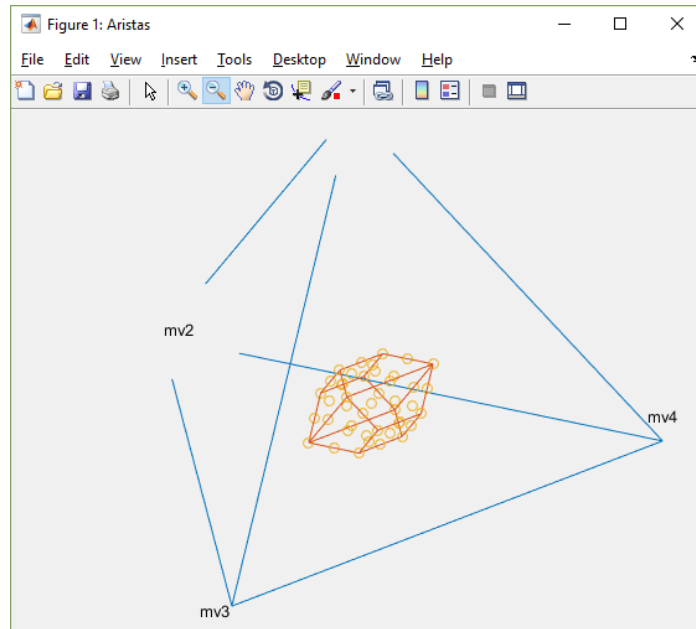 Figure 1: Aristas
File Edit View Insert Tools Desktop Window Help
mv2
mv4
mv3